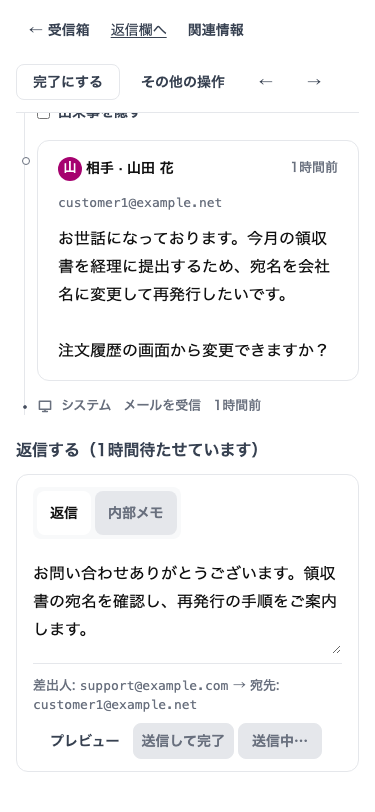 ← 受信箱 返信欄へ 関連情報
完了にする その他の操作 ← →
出来事を隠す
山 相手 · 山田 花 1時間前
customer1@example.net
お世話になっております。今月の領収
書を経理に提出するため、宛名を会社
名に変更して再発行したいです。
注文履歴の画面から変更できますか？
システム メールを受信 1時間前
返信する（1時間待たせています）
返信 内部メモ
お問い合わせありがとうございます。領収
書の宛名を確認し、再発行の手順をご案内
します。
差出人: support@example.com → 宛先:
customer1@example.net
プレビュー 送信して完了 送信中…